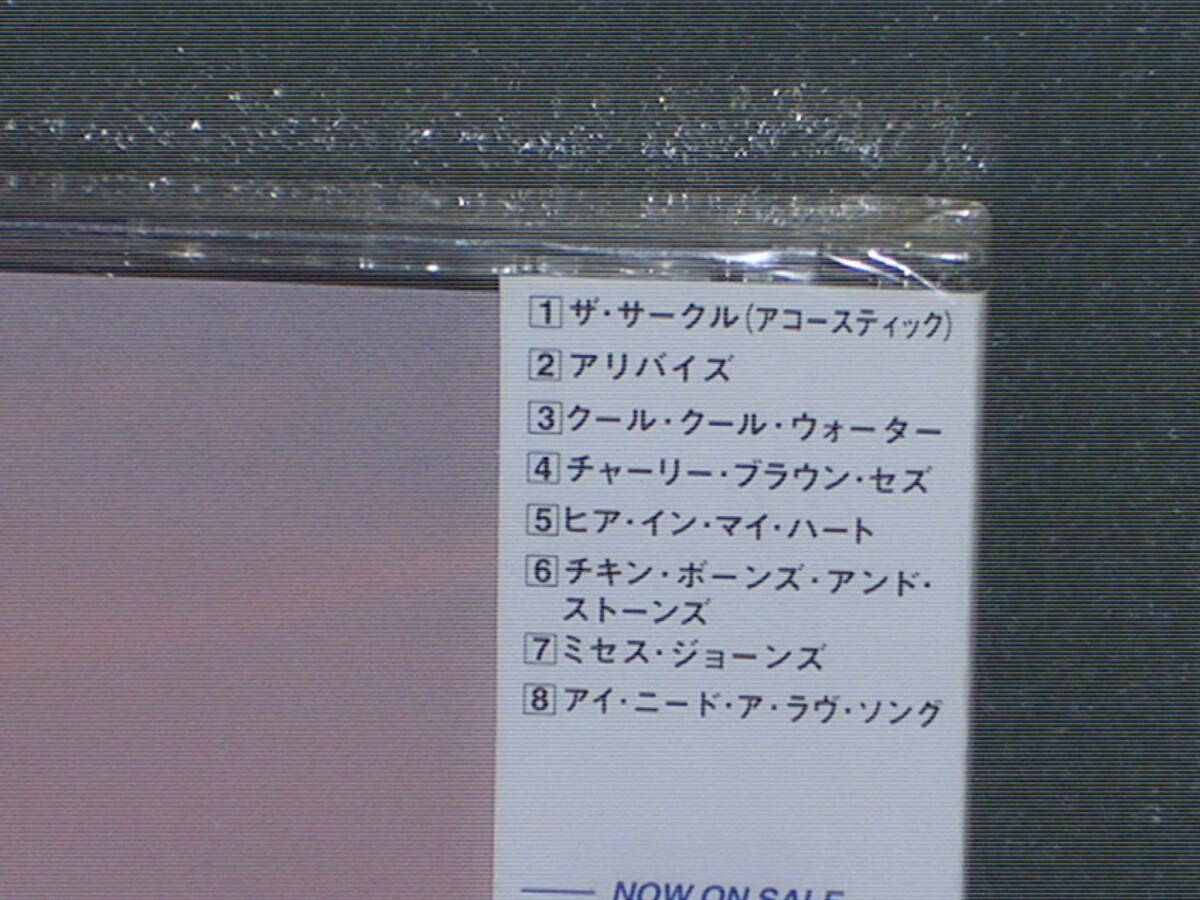 1 ザ・サークル(アコースティック)
2 アリバイズ
3 クール・クール・ウォーター
4 チャーリー・ブラウン・セズ
5 ヒア・イン・マイ・ハート
6 チキン・ボーンズ・アンド・
ストーンズ
7 ミセス・ジョーンズ
8 アイ・ニード・ア・ラヴ・ソング
NOW ON SALE